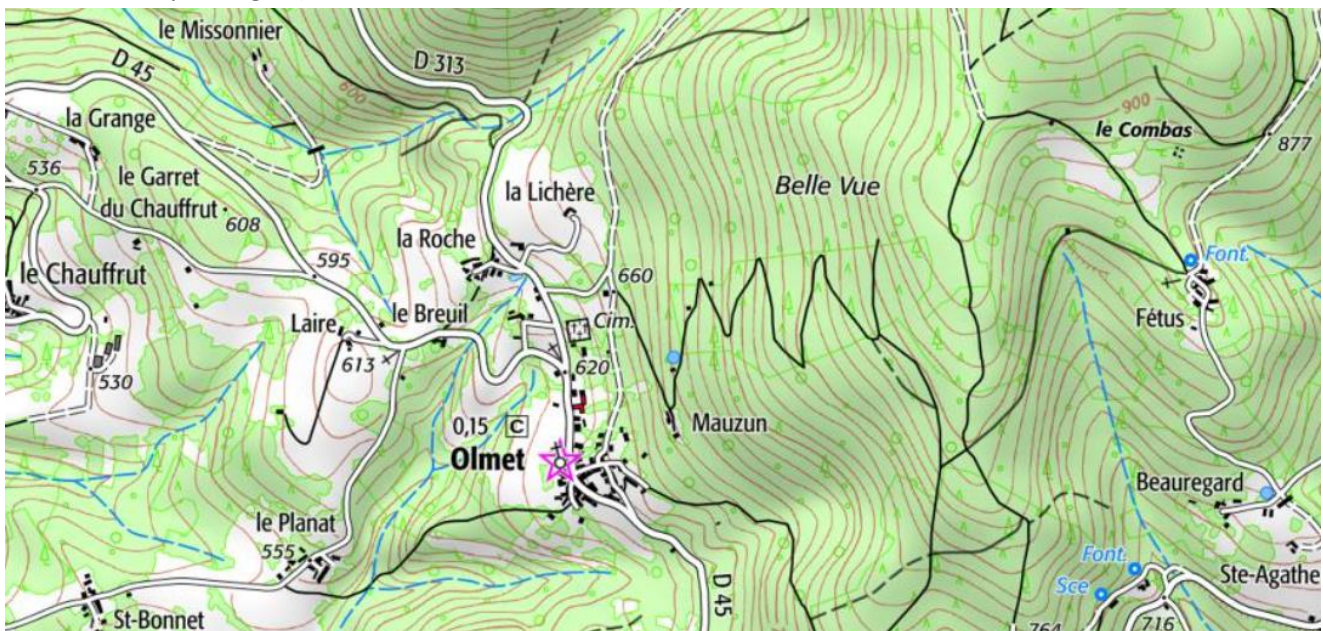 le Missonnier
D 45
D 313
600
la Grange
900
le Combas
877
536
le Garret
du Chauffrut
608
la Lichère
Belle Vue
la Roche
595
660
Font.
le Chauffrut
Laire
le Breuil
Cim.
Fétus
613
620
530
0,15 C
Mauzun
Olmet
Beauregard
le Planat
555
Font.
Sce
Ste-Agathe
D 45
St-Bonnet
764
716